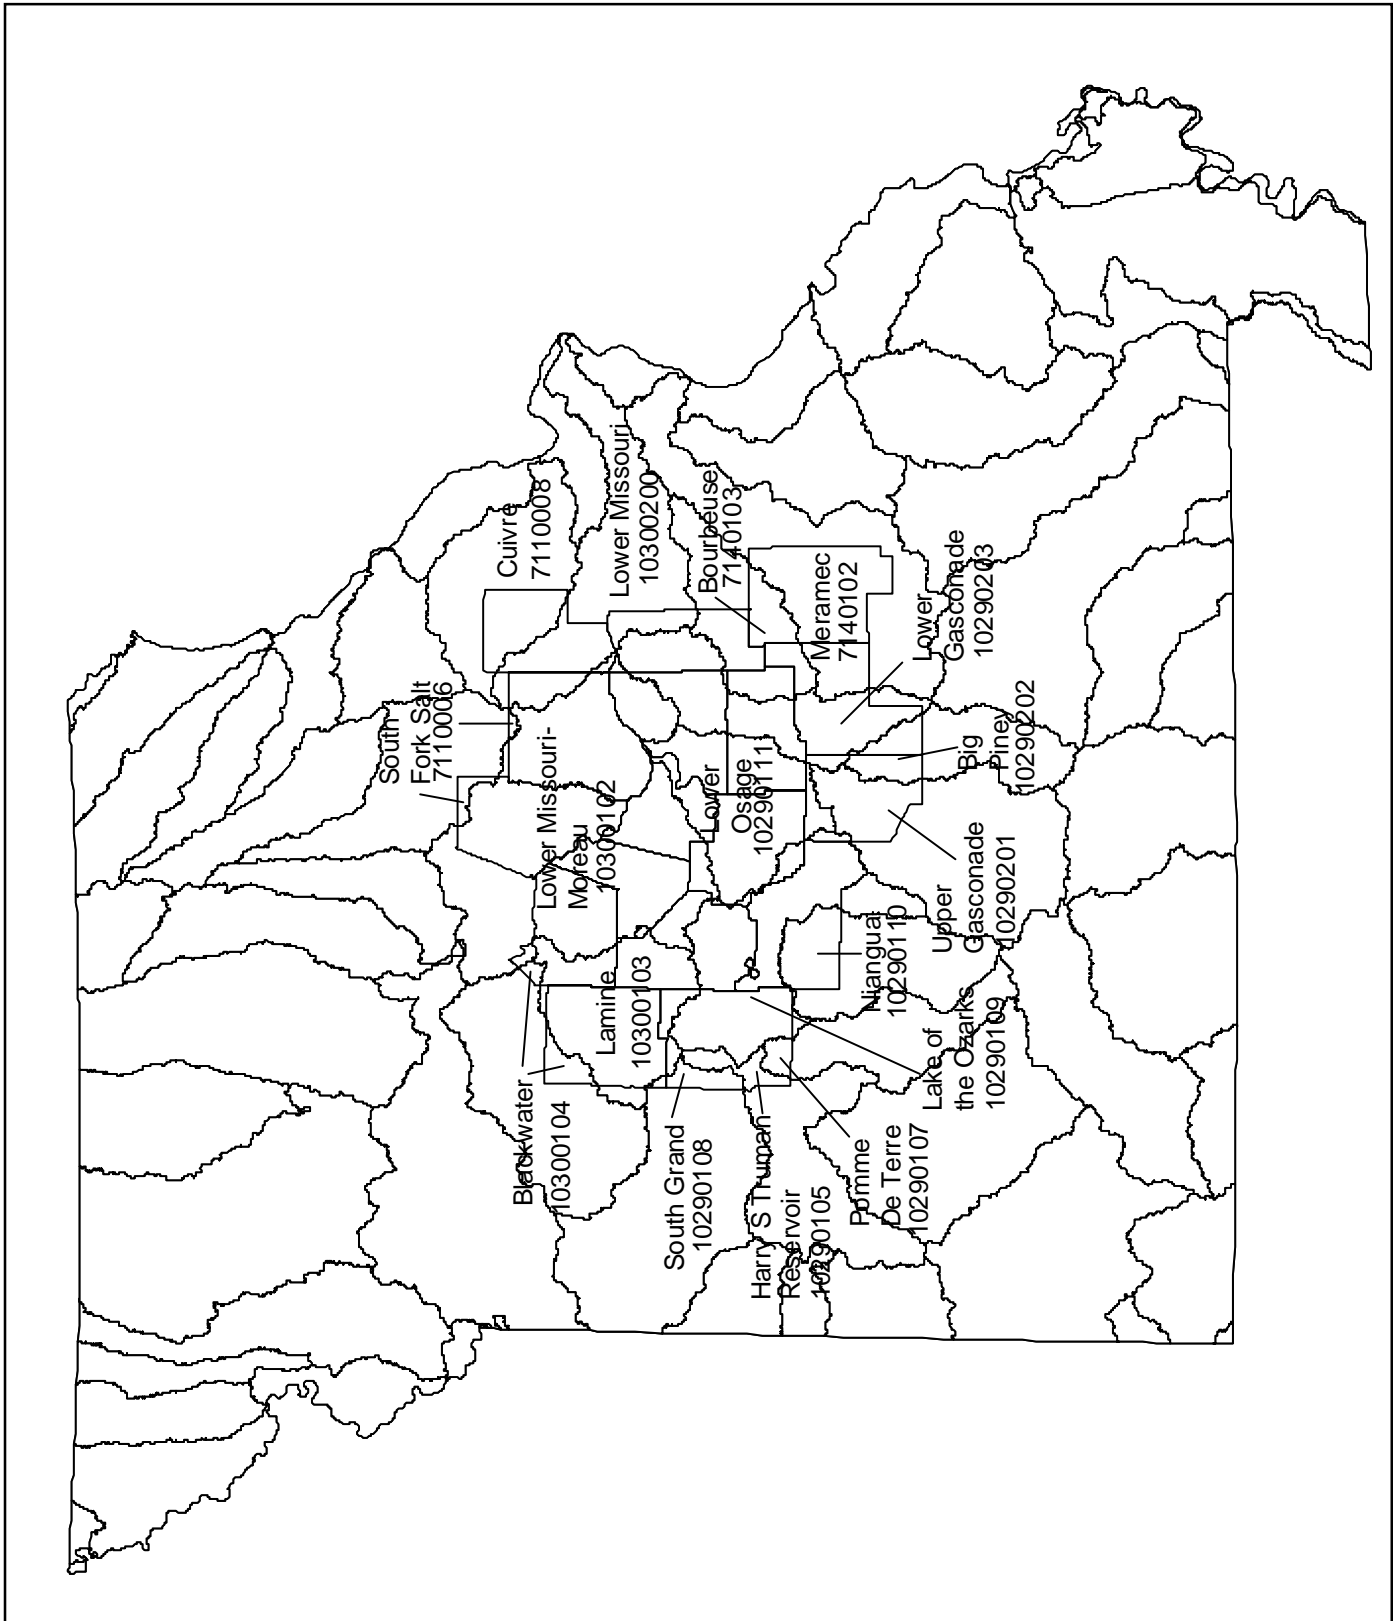 South
Fork Salt
7110006
Cuivre
7110008
Lower Missouri
10300200
Bourbeuse
7140103
Meramec
7140102
Lower
Gasconade
10290203
Big
Piney
10290202
Upper
Gasconade
10290201
Lower Missouri-
Moreau
10300102
Lower
Osage
10290111
Niangua
10290110
Lamine
10300103
Lake of
the Ozarks
10290109
Blackwater
10300104
South Grand
10290108
Harry S Truman
Reservoir
10290105
Pomme
De Terre
10290107